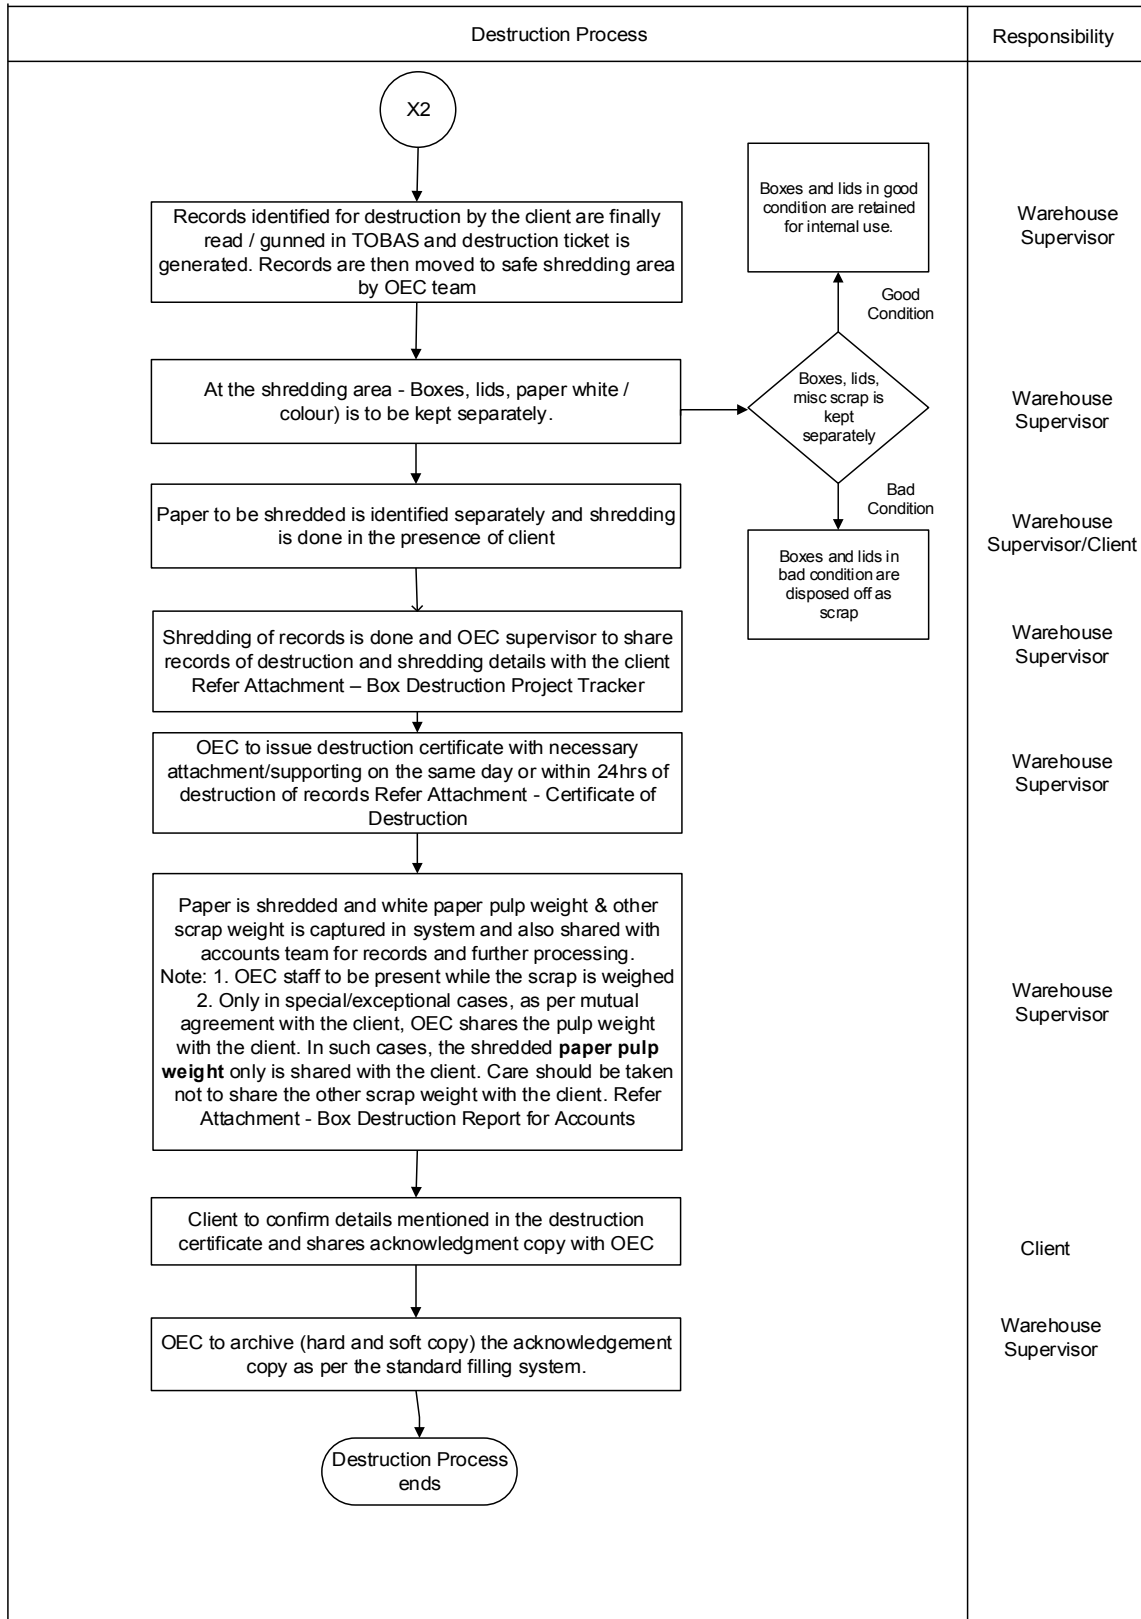 Destruction Process
Responsibility
X2
Records identified for destruction by the client are finally
read / gunned in TOBAS and destruction ticket is
generated. Records are then moved to safe shredding area
by OEC team
Boxes and lids in good
condition are retained
for internal use.
Warehouse
Supervisor
Good
Condition
At the shredding area - Boxes, lids, paper white /
colour) is to be kept separately.
Boxes, lids,
misc scrap is
kept
separately
Warehouse
Supervisor
Bad
Condition
Paper to be shredded is identified separately and shredding
is done in the presence of client
Warehouse
Supervisor/Client
Boxes and lids in
bad condition are
disposed off as
scrap
Shredding of records is done and OEC supervisor to share
records of destruction and shredding details with the client
Refer Attachment – Box Destruction Project Tracker
Warehouse
Supervisor
OEC to issue destruction certificate with necessary
attachment/supporting on the same day or within 24hrs of
destruction of records Refer Attachment - Certificate of
Destruction
Warehouse
Supervisor
Paper is shredded and white paper pulp weight & other
scrap weight is captured in system and also shared with
accounts team for records and further processing.
Note: 1. OEC staff to be present while the scrap is weighed
2. Only in special/exceptional cases, as per mutual
agreement with the client, OEC shares the pulp weight
with the client. In such cases, the shredded paper pulp
weight only is shared with the client. Care should be taken
not to share the other scrap weight with the client. Refer
Attachment - Box Destruction Report for Accounts
Warehouse
Supervisor
Client to confirm details mentioned in the destruction
certificate and shares acknowledgment copy with OEC
Client
OEC to archive (hard and soft copy) the acknowledgement
copy as per the standard filling system.
Warehouse
Supervisor
Destruction Process
ends